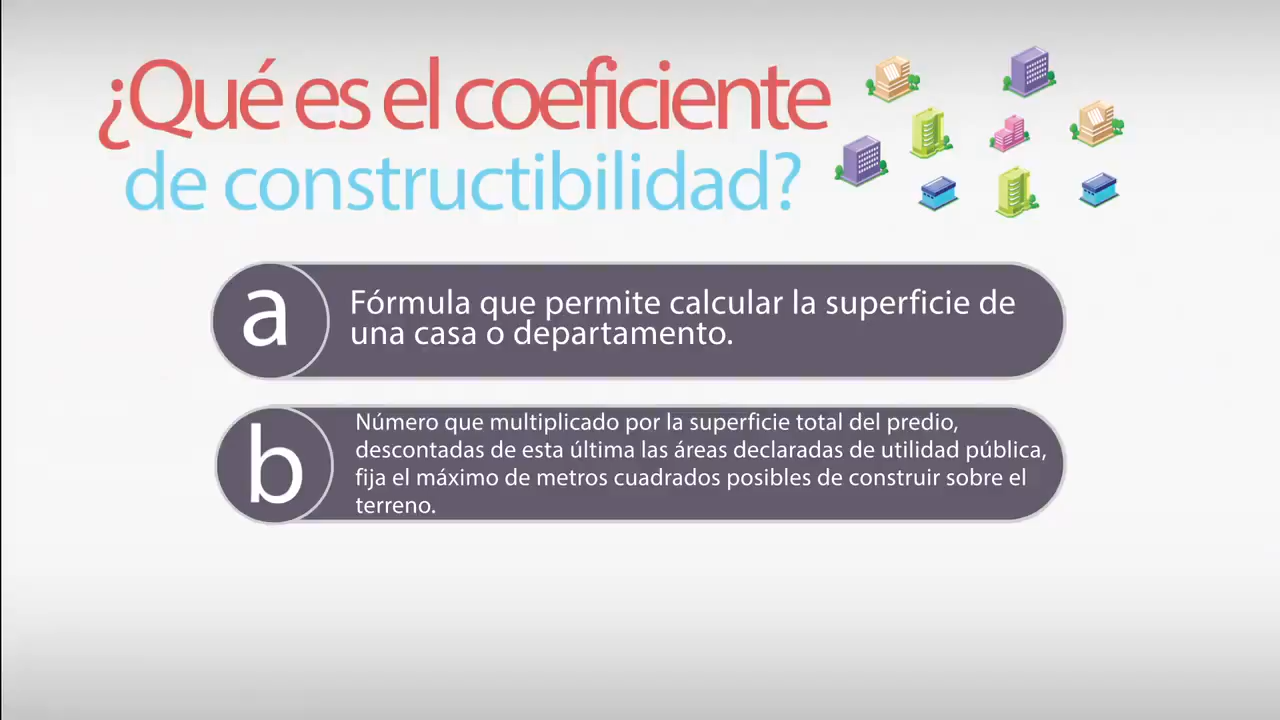 ¿Qué es el coeficiente
de constructibilidad?
a
Fórmula que permite calcular la superficie de
una casa o departamento.
b
Número que multiplicado por la superficie total del predio,
descontadas de esta última las áreas declaradas de utilidad pública,
fija el máximo de metros cuadrados posibles de construir sobre el
terreno.